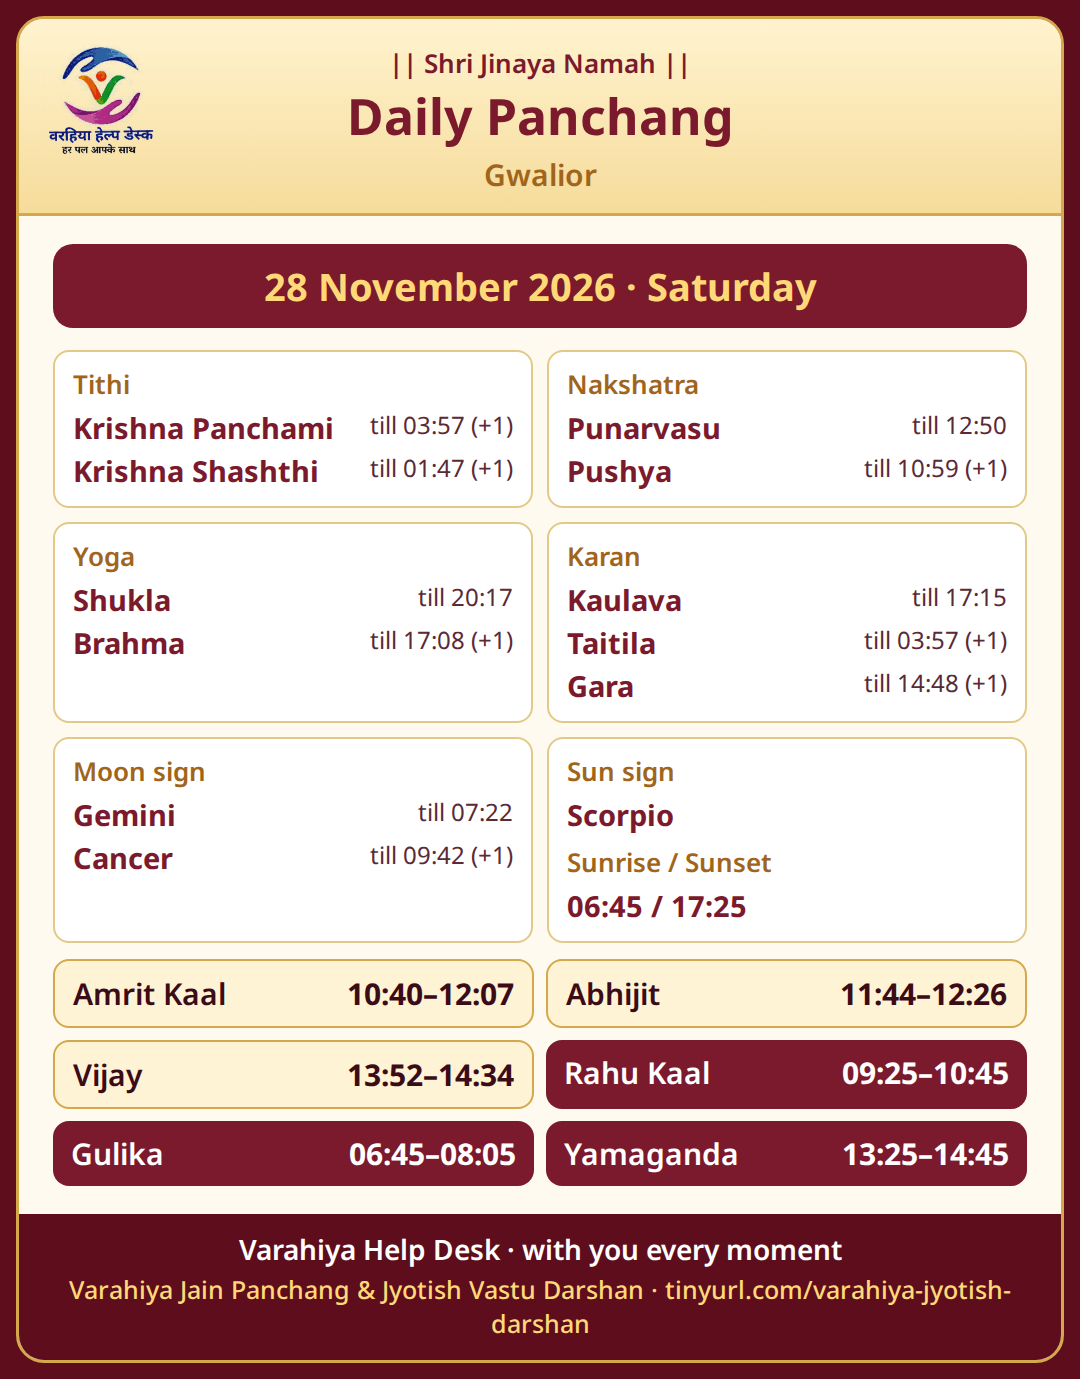 || Shri Jinaya Namah ||
Daily Panchang
Gwalior
वरहिया हेल्प डेस्क
हर पल आपके साथ
28 November 2026 · Saturday
Tithi
Krishna Panchami till 03:57 (+1)
Krishna Shashthi till 01:47 (+1)
Nakshatra
Punarvasu till 12:50
Pushya till 10:59 (+1)
Yoga
Shukla till 20:17
Brahma till 17:08 (+1)
Karan
Kaulava till 17:15
Taitila till 03:57 (+1)
Gara till 14:48 (+1)
Moon sign
Gemini till 07:22
Cancer till 09:42 (+1)
Sun sign
Scorpio
Sunrise / Sunset
06:45 / 17:25
Amrit Kaal 10:40–12:07
Abhijit 11:44–12:26
Vijay 13:52–14:34
Rahu Kaal 09:25–10:45
Gulika 06:45–08:05
Yamaganda 13:25–14:45
Varahiya Help Desk · with you every moment
Varahiya Jain Panchang & Jyotish Vastu Darshan · tinyurl.com/varahiya-jyotish-
darshan